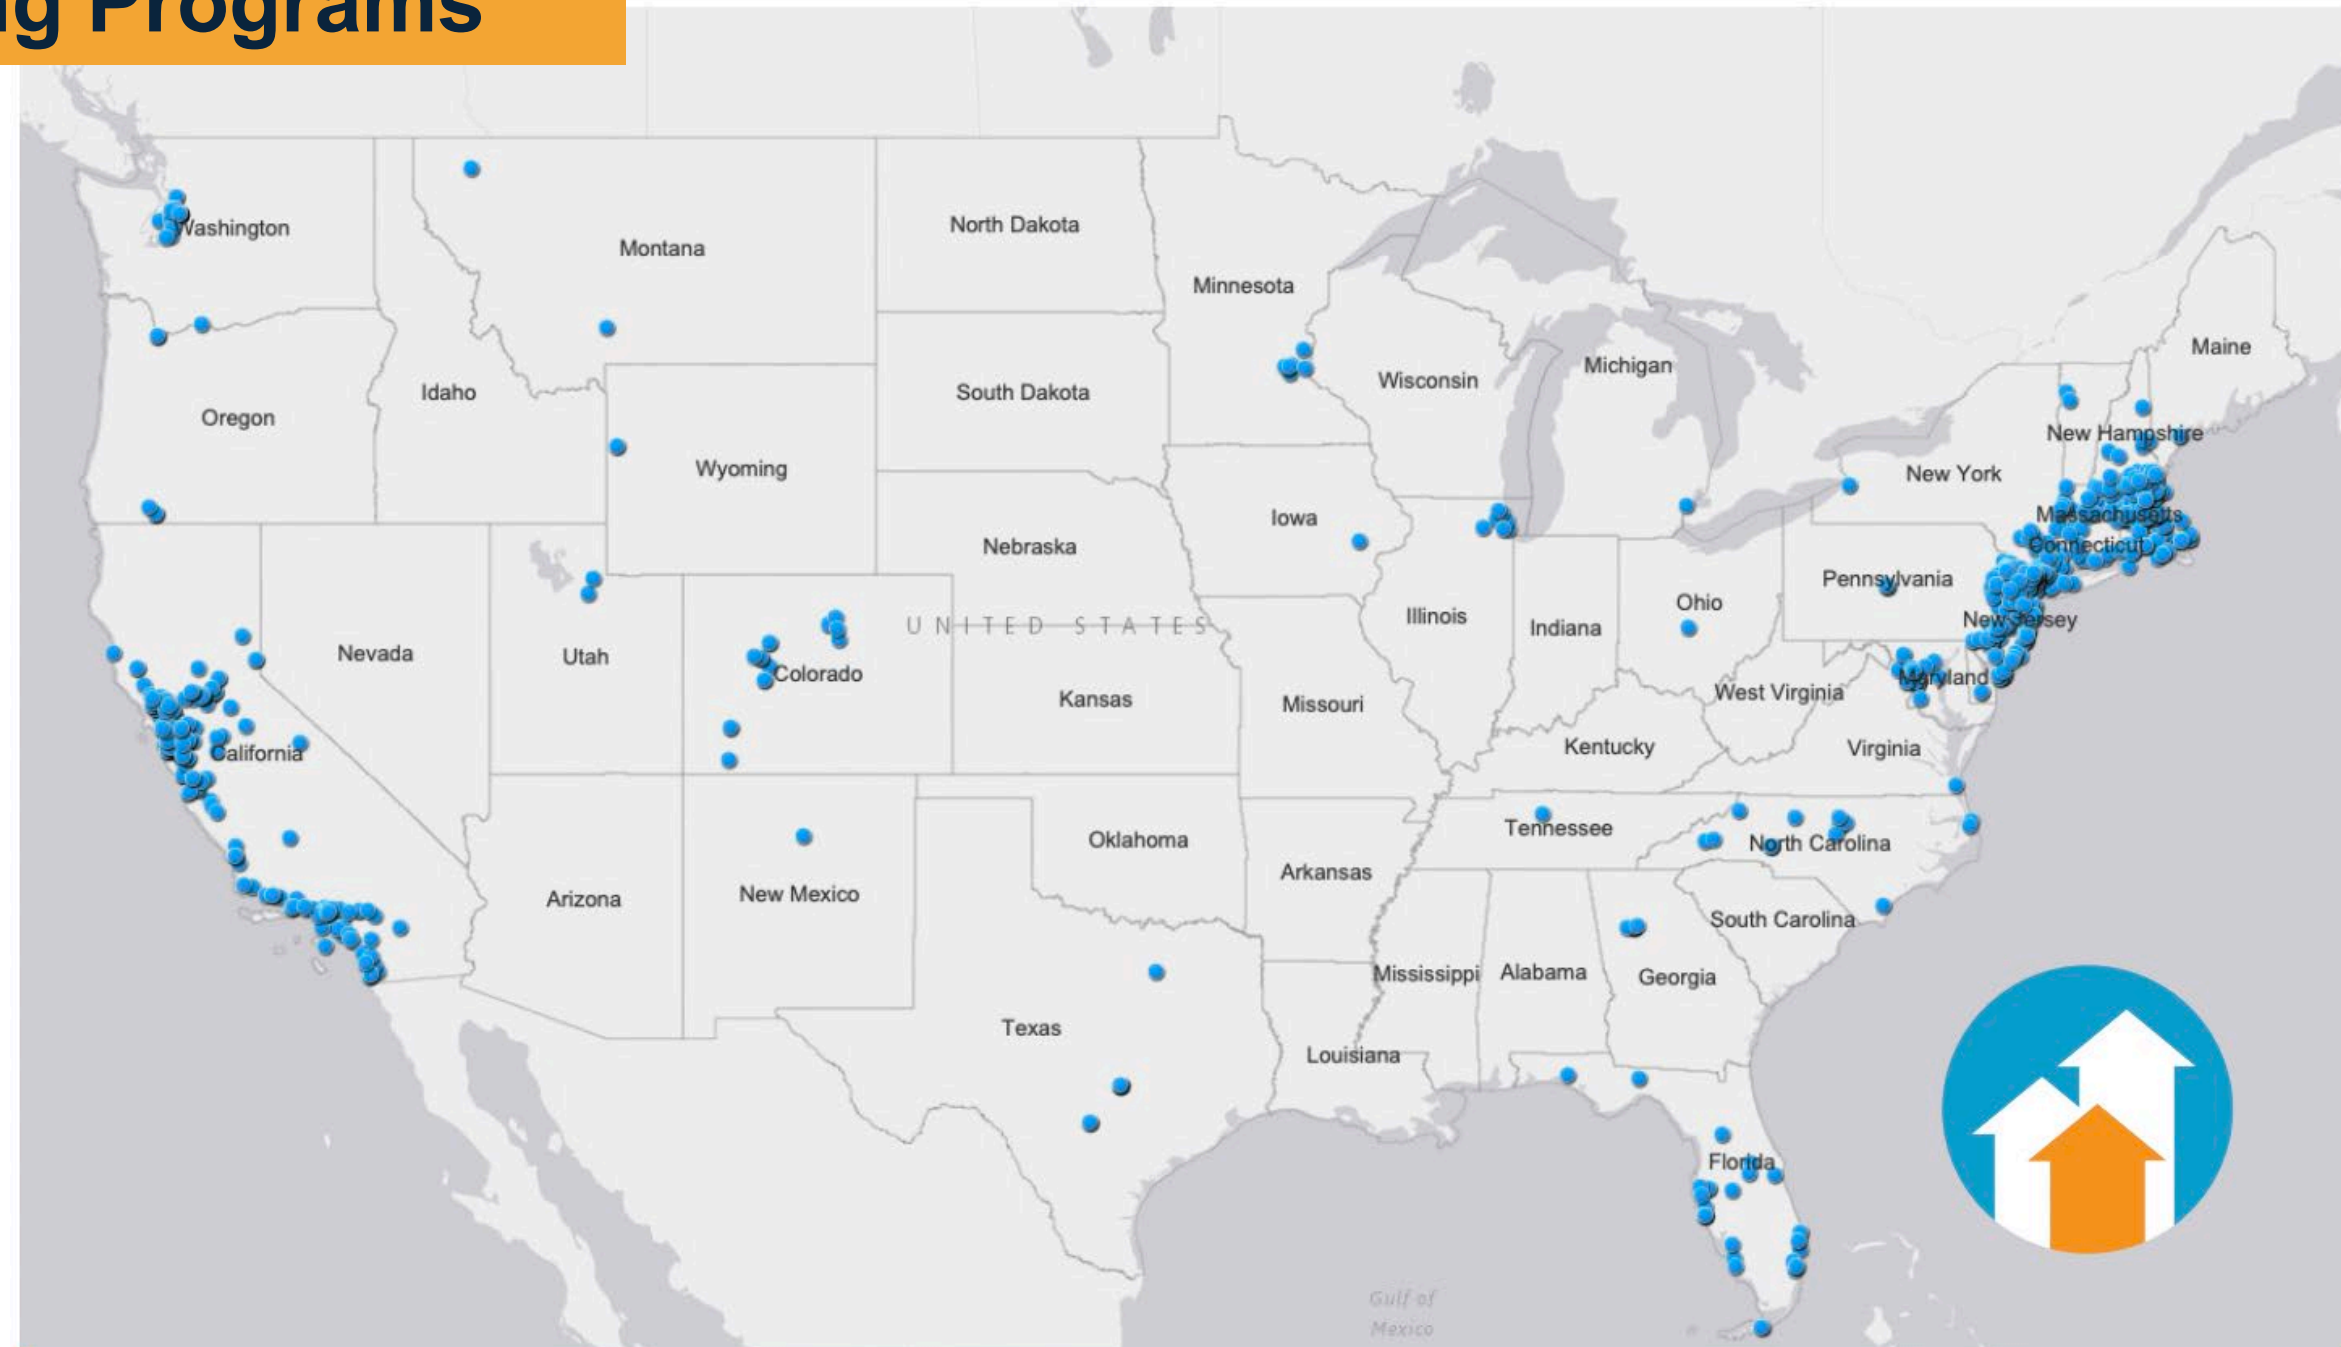 ng Programs
Washington
Montana
North Dakota
Minnesota
Maine
Michigan
Wisconsin
South Dakota
Idaho
Oregon
New Hampshire
Wyoming
New York
Massachusetts
Iowa
Connecticut
Nebraska
Pennsylvania
Ohio
Illinois
New Jersey
UNITED STATES
Indiana
Nevada
Utah
Colorado
Maryland
West Virginia
Kansas
Missouri
California
Kentucky
Virginia
Tennessee
Oklahoma
North Carolina
Arkansas
Arizona
New Mexico
South Carolina
Mississippi
Alabama
Georgia
Texas
Louisiana
Florida
Gulf of
Mexico